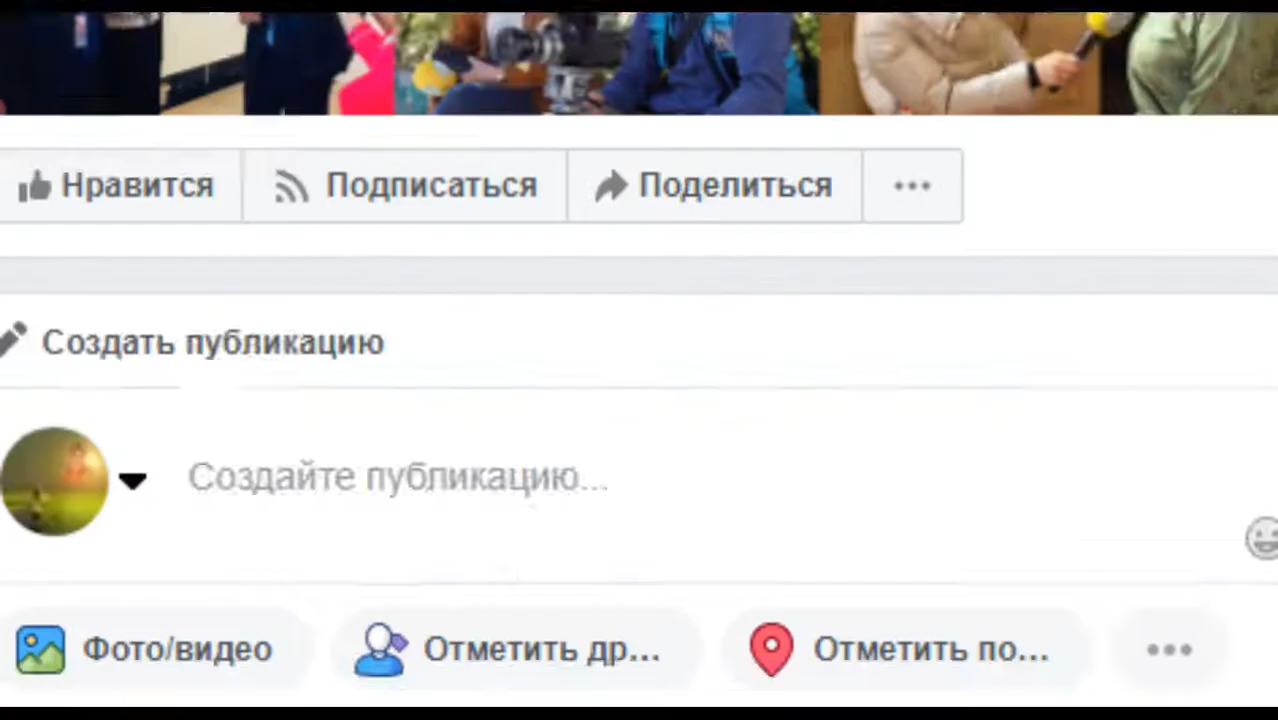 Нравится Подписаться Поделиться ...
Создать публикацию
Создайте публикацию...
Фото/видео Отметить др... Отметить по... ...